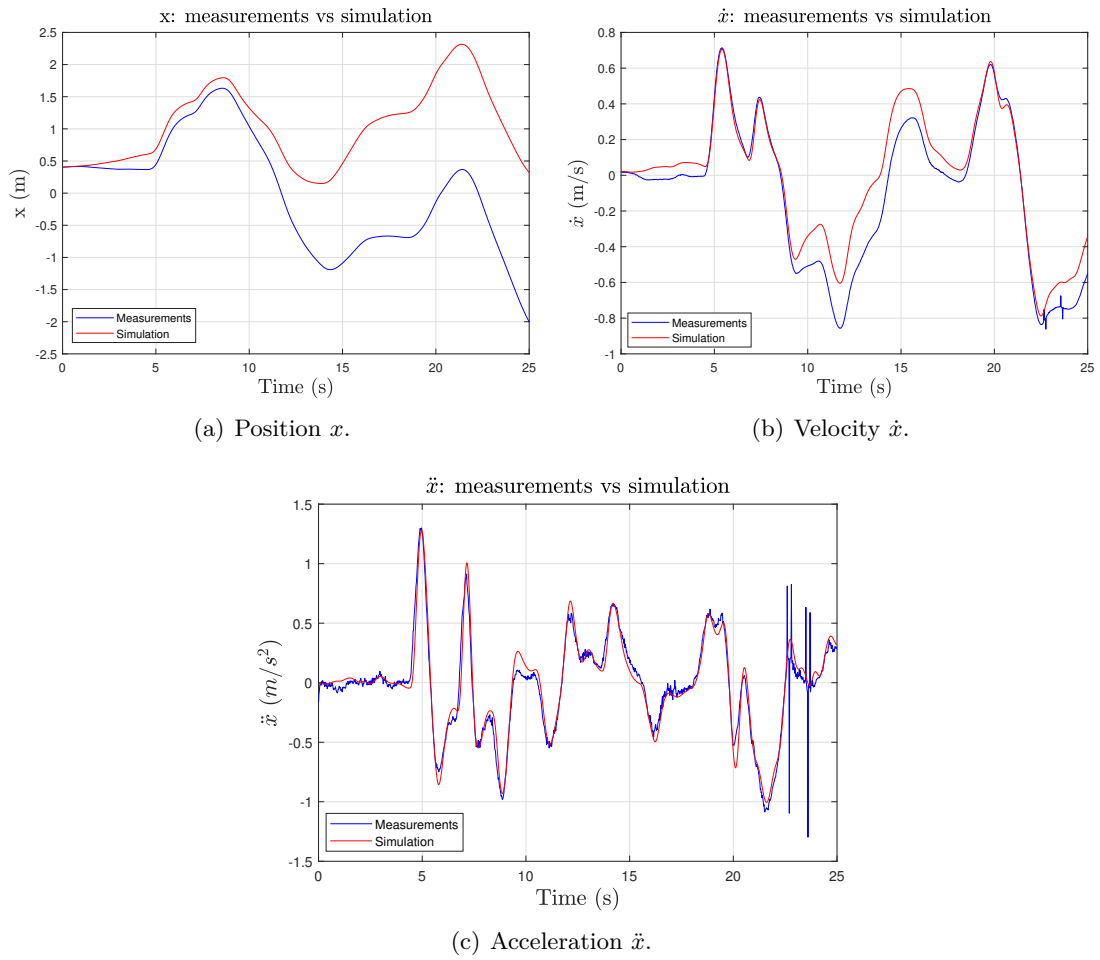 x: measurements vs simulation
2.5
2
1.5
1
0.5
0
-0.5
-1
-1.5
-2
-2.5
x (m)
Measurements
Simulation
0 5 10 15 20 25
Time (s)
(a) Position x.
ẋ: measurements vs simulation
0.8
0.6
0.4
0.2
0
-0.2
-0.4
-0.6
-0.8
-1
ẋ (m/s)
Measurements
Simulation
0 5 10 15 20 25
Time (s)
(b) Velocity ẋ.
ẍ: measurements vs simulation
1.5
1
0.5
0
-0.5
-1
-1.5
ẍ (m/s²)
Measurements
Simulation
0 5 10 15 20 25
Time (s)
(c) Acceleration ẍ.